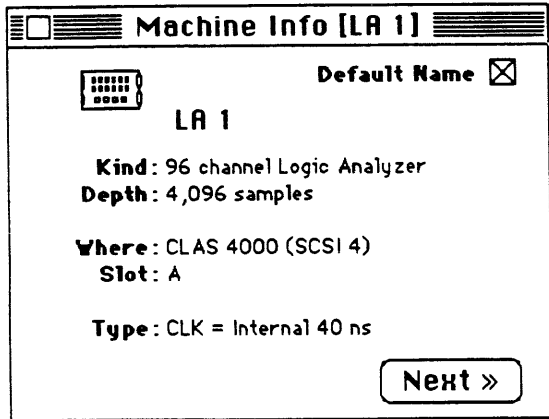 Machine Info [LA 1]
Default Name
LA 1
Kind: 96 channel Logic Analyzer
Depth: 4,096 samples
Where: CLAS 4000 (SCSI 4)
Slot: A
Type: CLK = Internal 40 ns
Next »